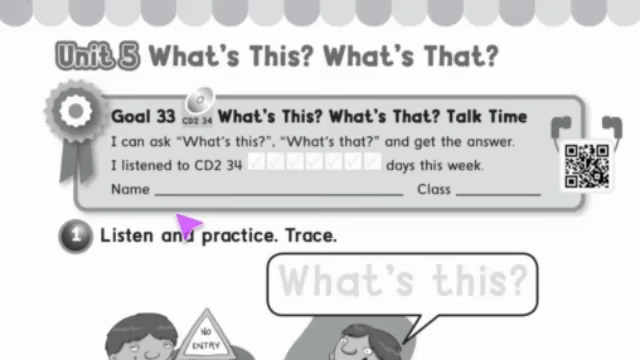 Unit 5 What's This? What's That?
Goal 33 CD2 34 What's This? What's That? Talk Time
I can ask “What's this?”, “What's that?” and get the answer.
I listened to CD2 34 days this week.
Name Class
1 Listen and practice. Trace.
What's this?
NO
ENTRY